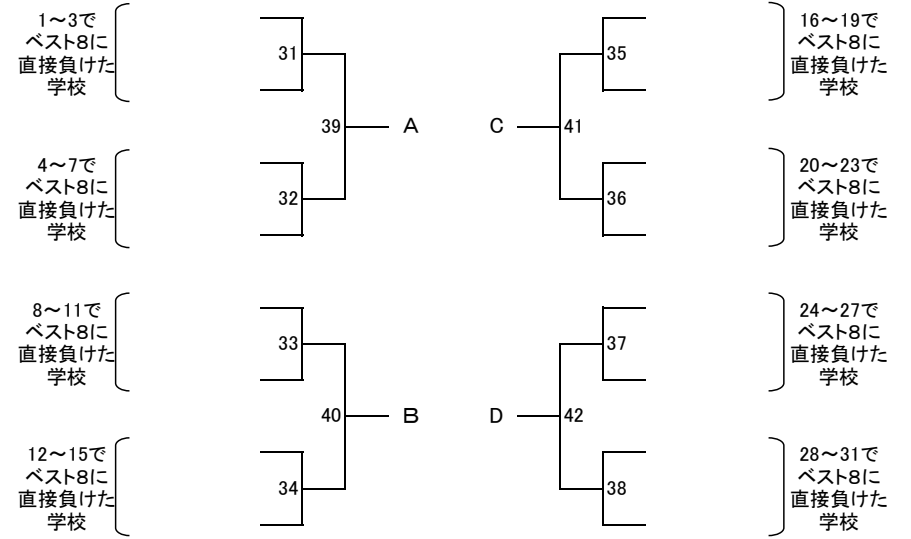 1～3で
ベスト8に
直接負けた
学校
16～19で
ベスト8に
直接負けた
学校
31
35
39
A
C
41
4～7で
ベスト8に
直接負けた
学校
20～23で
ベスト8に
直接負けた
学校
32
36
8～11で
ベスト8に
直接負けた
学校
24～27で
ベスト8に
直接負けた
学校
33
37
40
B
D
42
12～15で
ベスト8に
直接負けた
学校
28～31で
ベスト8に
直接負けた
学校
34
38